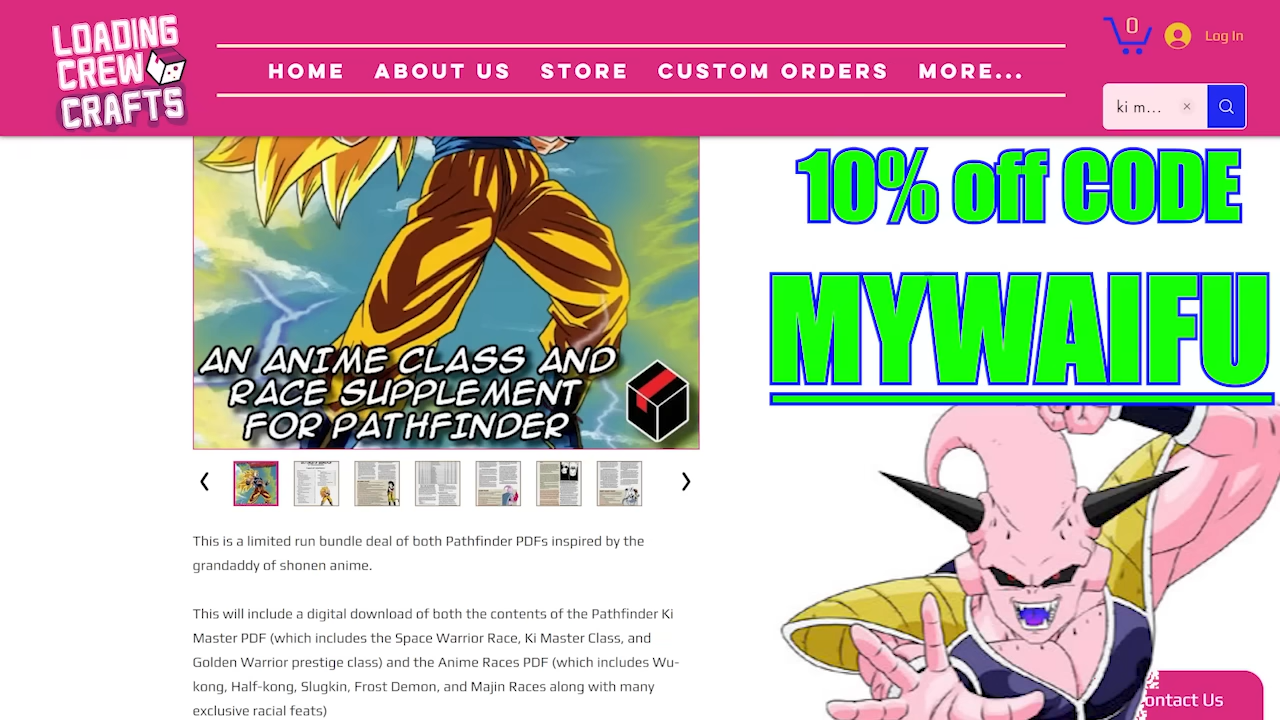 LOADING
CREW
CRAFTS
HOME
ABOUT US
STORE
CUSTOM ORDERS
MORE...
0
Log In
ki m...
×
10% off CODE
MYWAIFU
AN ANIME CLASS AND
RACE SUPPLEMENT
FOR PATHFINDER
This is a limited run bundle deal of both Pathfinder PDFs inspired by the
grandaddy of shonen anime.
This will include a digital download of both the contents of the Pathfinder Ki
Master PDF (which includes the Space Warrior Race, Ki Master Class, and
Golden Warrior prestige class) and the Anime Races PDF (which includes Wu-
kong, Half-kong, Slugkin, Frost Demon, and Majin Races along with many
exclusive racial feats)
ontact Us